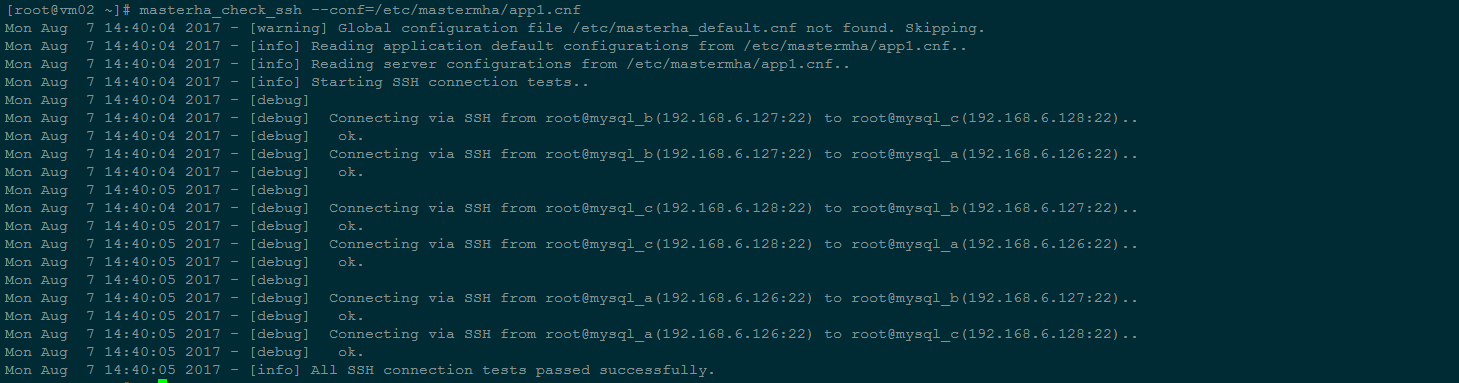 [root@vm02 ~]# masterha_check_ssh --conf=/etc/mastermha/app1.cnf
Mon Aug  7 14:40:04 2017 - [warning] Global configuration file /etc/masterha_default.cnf not found. Skipping.
Mon Aug  7 14:40:04 2017 - [info] Reading application default configurations from /etc/mastermha/app1.cnf..
Mon Aug  7 14:40:04 2017 - [info] Reading server configurations from /etc/mastermha/app1.cnf..
Mon Aug  7 14:40:04 2017 - [info] Starting SSH connection tests..
Mon Aug  7 14:40:04 2017 - [debug]
Mon Aug  7 14:40:04 2017 - [debug]  Connecting via SSH from root@mysql_b(192.168.6.127:22) to root@mysql_c(192.168.6.128:22)..
Mon Aug  7 14:40:04 2017 - [debug]   ok.
Mon Aug  7 14:40:04 2017 - [debug]  Connecting via SSH from root@mysql_b(192.168.6.127:22) to root@mysql_a(192.168.6.126:22)..
Mon Aug  7 14:40:04 2017 - [debug]   ok.
Mon Aug  7 14:40:05 2017 - [debug]
Mon Aug  7 14:40:04 2017 - [debug]  Connecting via SSH from root@mysql_c(192.168.6.128:22) to root@mysql_b(192.168.6.127:22)..
Mon Aug  7 14:40:05 2017 - [debug]   ok.
Mon Aug  7 14:40:05 2017 - [debug]  Connecting via SSH from root@mysql_c(192.168.6.128:22) to root@mysql_a(192.168.6.126:22)..
Mon Aug  7 14:40:05 2017 - [debug]   ok.
Mon Aug  7 14:40:05 2017 - [debug]
Mon Aug  7 14:40:05 2017 - [debug]  Connecting via SSH from root@mysql_a(192.168.6.126:22) to root@mysql_b(192.168.6.127:22)..
Mon Aug  7 14:40:05 2017 - [debug]   ok.
Mon Aug  7 14:40:05 2017 - [debug]  Connecting via SSH from root@mysql_a(192.168.6.126:22) to root@mysql_c(192.168.6.128:22)..
Mon Aug  7 14:40:05 2017 - [debug]   ok.
Mon Aug  7 14:40:05 2017 - [info] All SSH connection tests passed successfully.